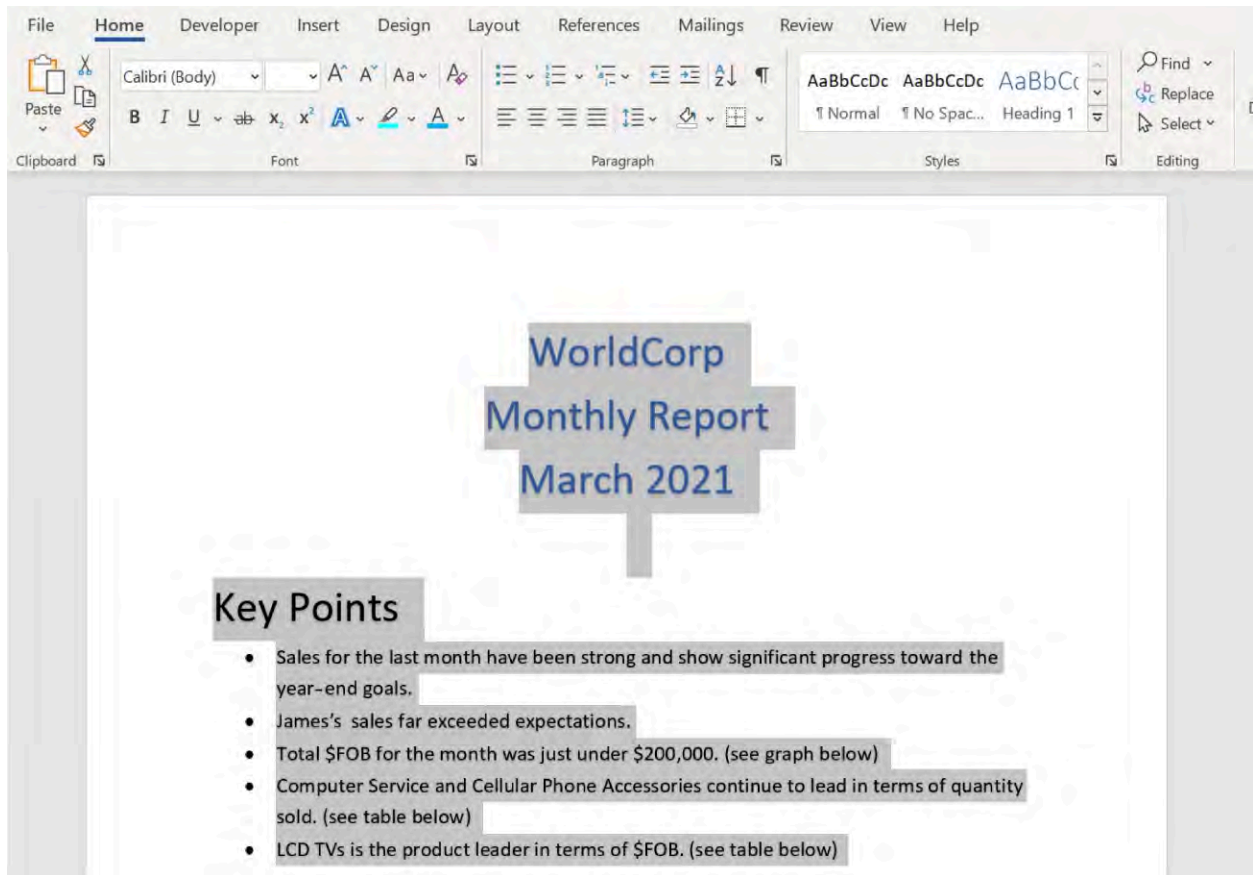 File Home Developer Insert Design Layout References Mailings Review View Help
Paste
Clipboard
Calibri (Body)
A^ Aˇ Aa A
B I U ab x₂ x² A A
Font
A Z ¶
Paragraph
AaBbCcDc AaBbCcDc AaBbCc
¶ Normal ¶ No Spac... Heading 1
Styles
Find
Replace
Select
Editing
WorldCorp
Monthly Report
March 2021
Key Points
• Sales for the last month have been strong and show significant progress toward the
year-end goals.
• James's  sales far exceeded expectations.
• Total $FOB for the month was just under $200,000. (see graph below)
• Computer Service and Cellular Phone Accessories continue to lead in terms of quantity
sold. (see table below)
• LCD TVs is the product leader in terms of $FOB. (see table below)